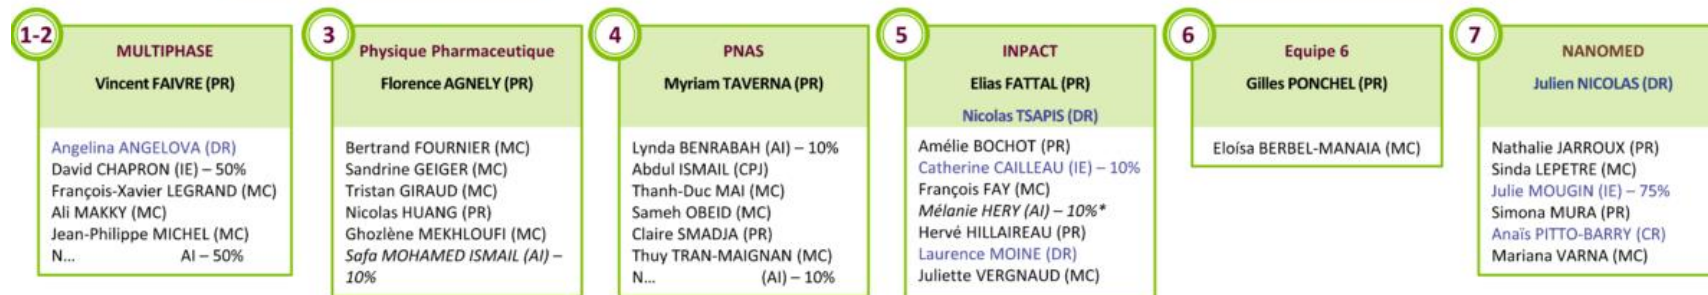 1-2
MULTIPHASE
Vincent FAIVRE (PR)
Angelina ANGELOVA (DR)
David CHAPRON (IE) – 50%
François-Xavier LEGRAND (MC)
Ali MAKKY (MC)
Jean-Philippe MICHEL (MC)
N... AI – 50%
3
Physique Pharmaceutique
Florence AGNELY (PR)
Bertrand FOURNIER (MC)
Sandrine GEIGER (MC)
Tristan GIRAUD (MC)
Nicolas HUANG (PR)
Ghozlène MEKHLOUFI (MC)
Safa MOHAMED ISMAIL (AI) –
10%
4
PNAS
Myriam TAVERNA (PR)
Lynda BENRABAH (AI) – 10%
Abdul ISMAIL (CPJ)
Thanh-Duc MAI (MC)
Sameh OBEID (MC)
Claire SMADJA (PR)
Thuy TRAN-MAIGNAN (MC)
N... (AI) – 10%
5
INPACT
Elias FATTAL (PR)
Nicolas TSAPIS (DR)
Amélie BOCHOT (PR)
Catherine CAILLEAU (IE) – 10%
François FAY (MC)
Mélanie HERY (AI) – 10%*
Hervé HILLAIREAU (PR)
Laurence MOINE (DR)
Juliette VERGNAUD (MC)
6
Equipe 6
Gilles PONCHEL (PR)
Eloísa BERBEL-MANAIA (MC)
7
NANOMED
Julien NICOLAS (DR)
Nathalie JARROUX (PR)
Sinda LEPETRE (MC)
Julie MOUGIN (IE) – 75%
Simona MURA (PR)
Anaïs PITTO-BARRY (CR)
Mariana VARNA (MC)